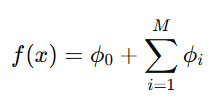 f(x) = ϕ₀ + ∑_{i=1}^{M} ϕᵢ